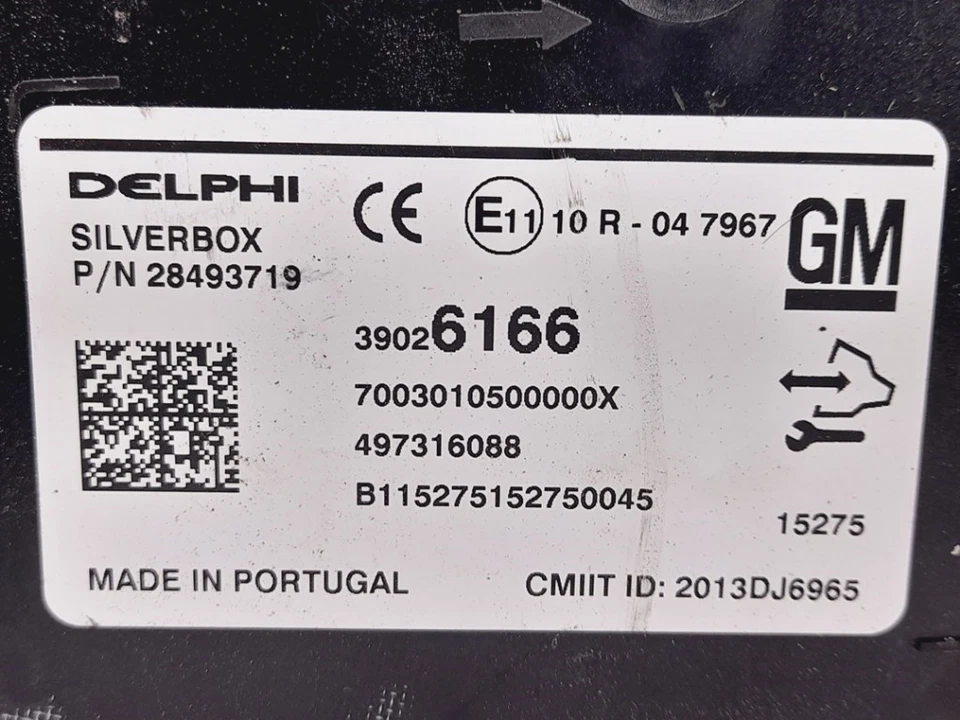 DELPHI
SILVERBOX
P/N 28493719
CE
E11 10 R - 04 7967
GM
39026166
7003010500000X
497316088
B115275152750045
15275
MADE IN PORTUGAL
CMIIT ID: 2013DJ6965